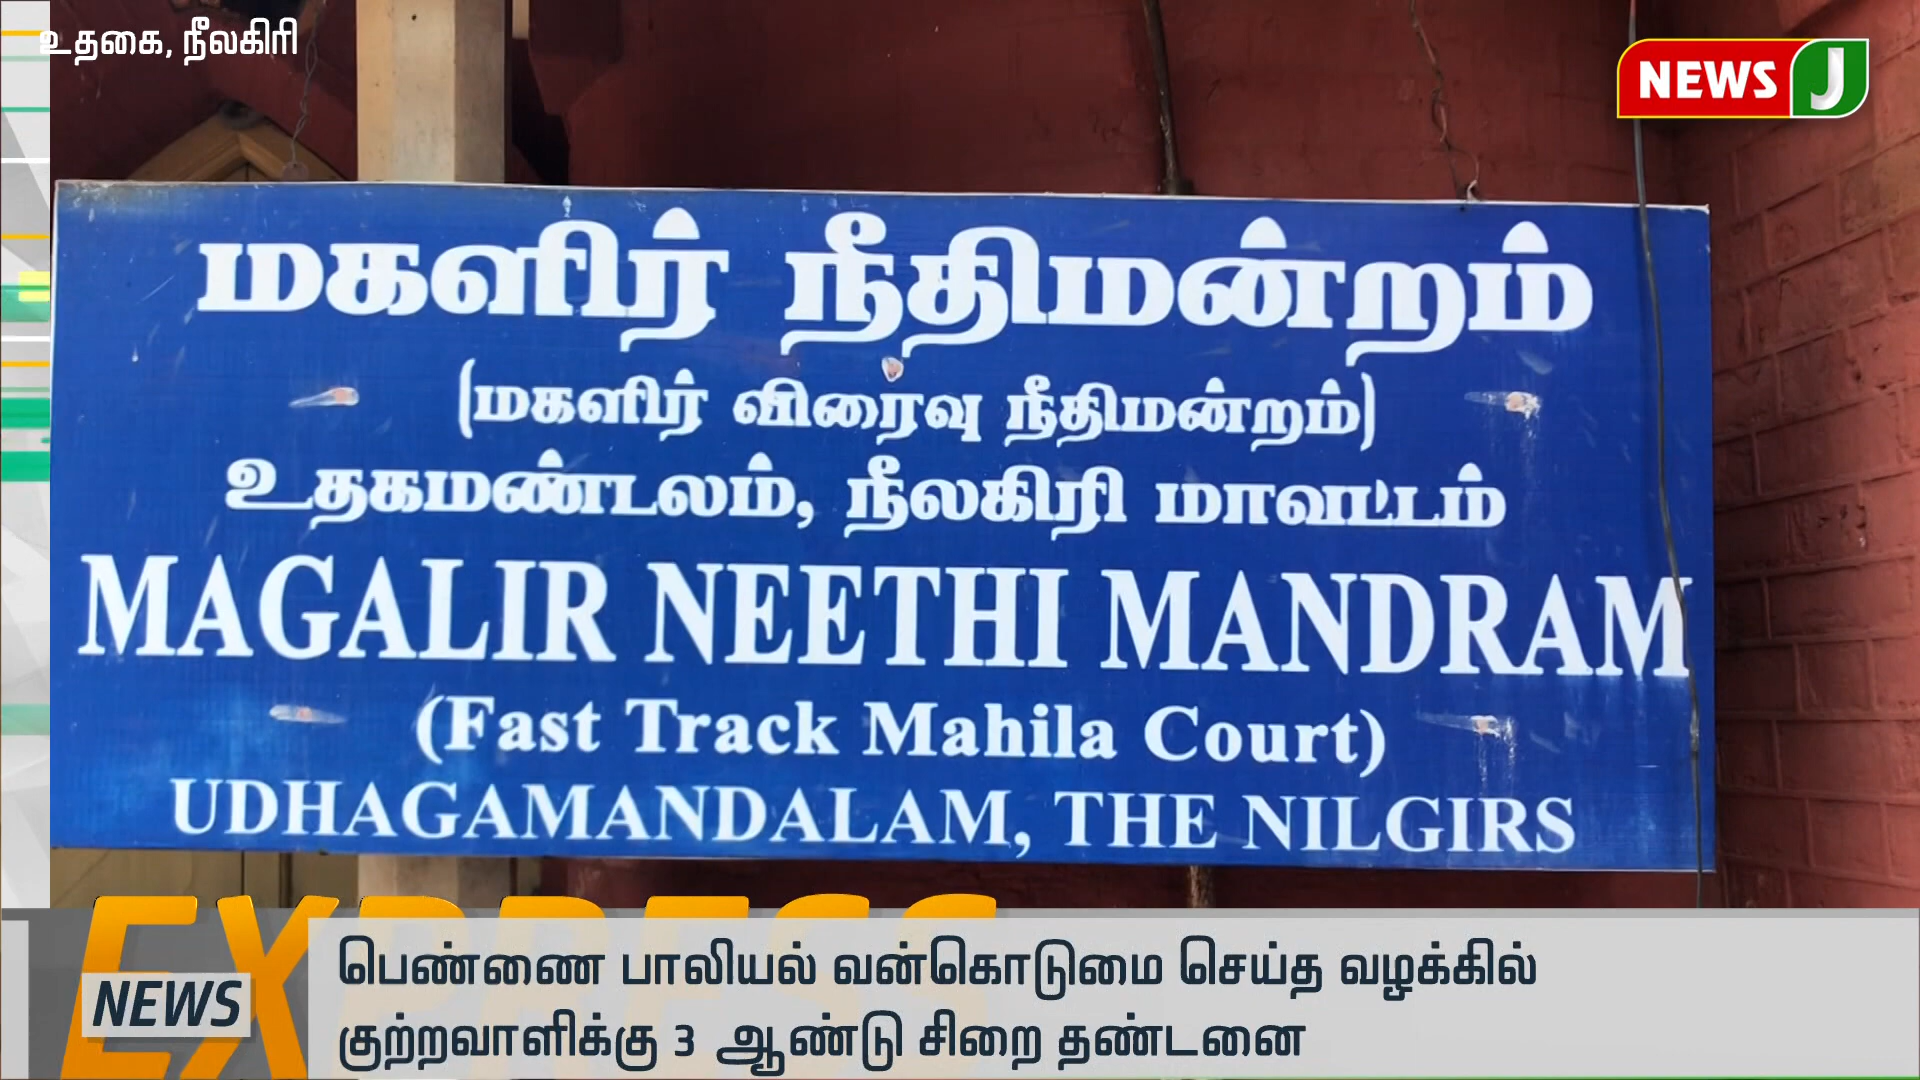 உதகை, நீலகிரி
NEWS J
மகளிர் நீதிமன்றம்
(மகளிர் விரைவு நீதிமன்றம்)
உதகமண்டலம், நீலகிரி மாவட்டம்
MAGALIR NEETHI MANDRAM
(Fast Track Mahila Court)
UDHAGAMANDALAM, THE NILGIRS
EXPRESS
NEWS
பெண்ணை பாலியல் வன்கொடுமை செய்த வழக்கில்
குற்றவாளிக்கு 3 ஆண்டு சிறை தண்டனை